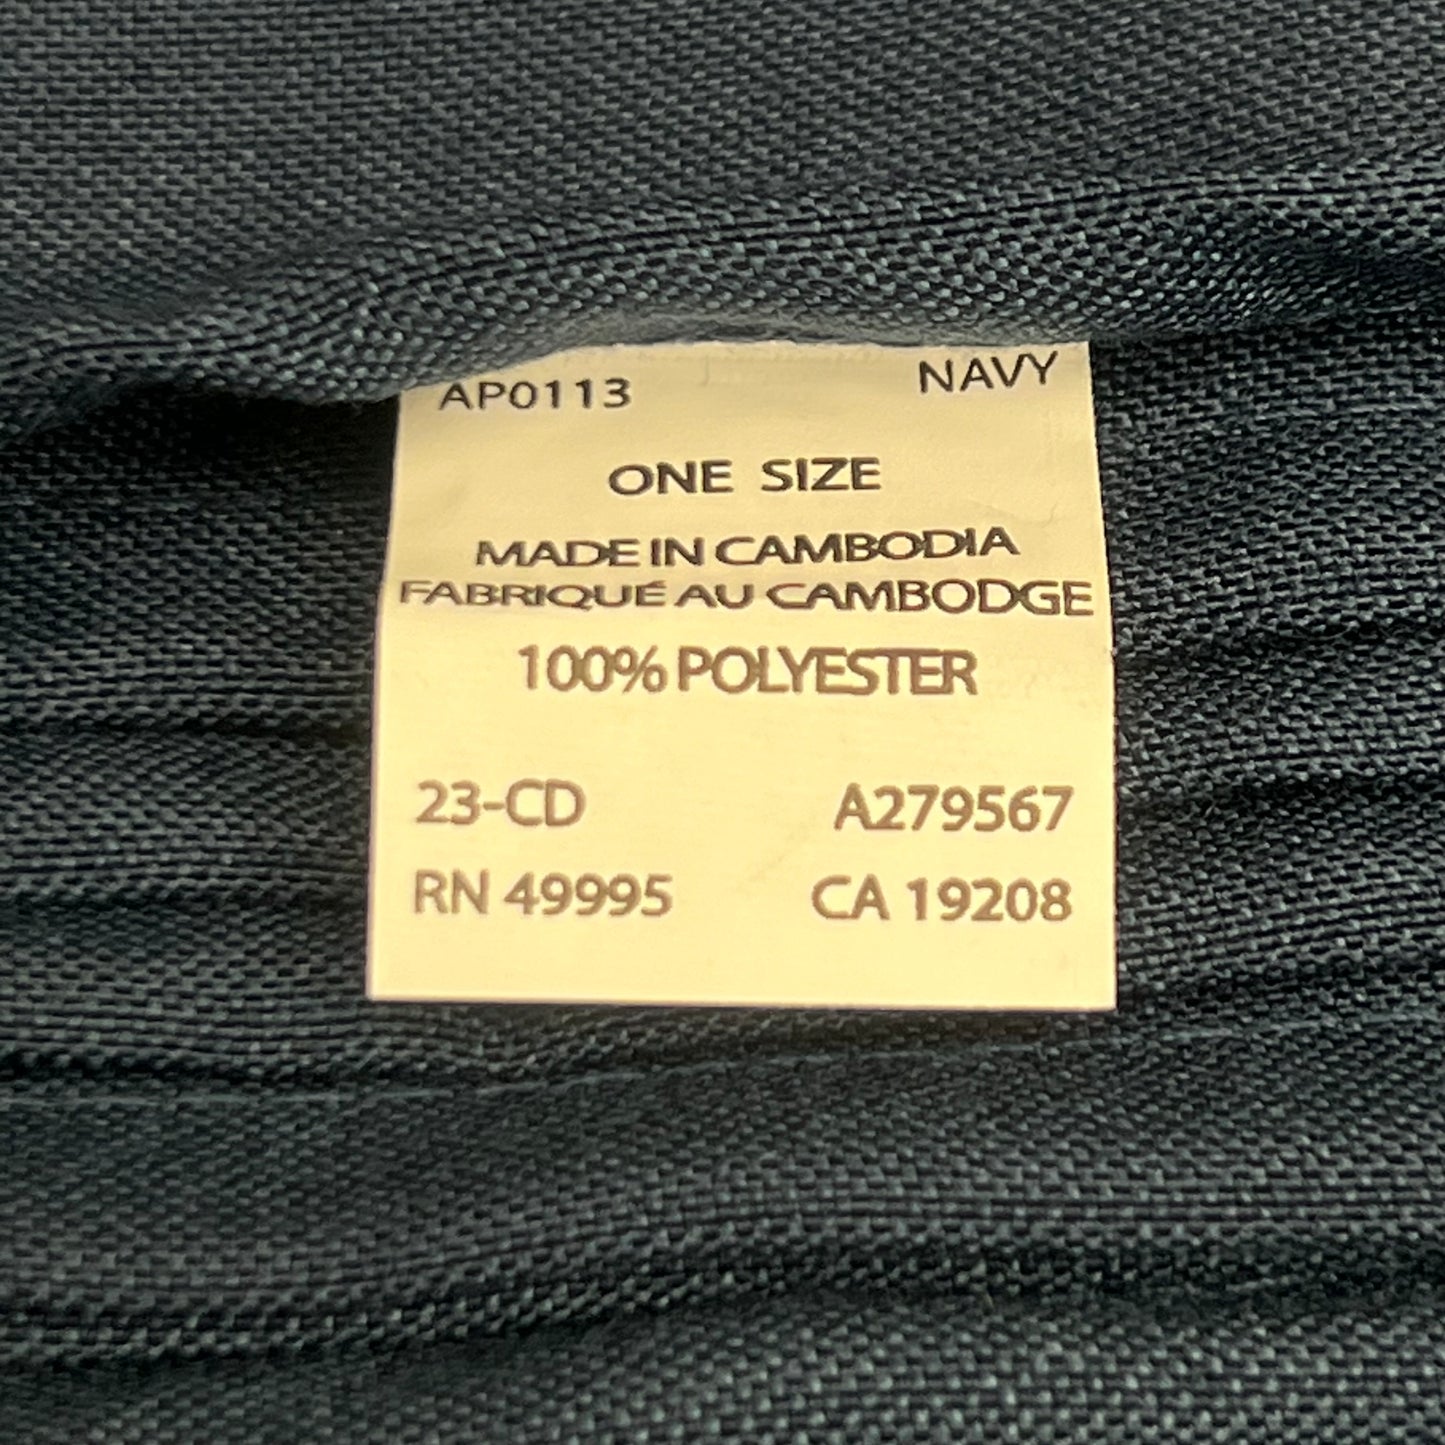 AP0113 NAVY
ONE SIZE
MADE IN CAMBODIA
FABRIQUÉ AU CAMBODGE
100% POLYESTER
23-CD A279567
RN 49995 CA 19208